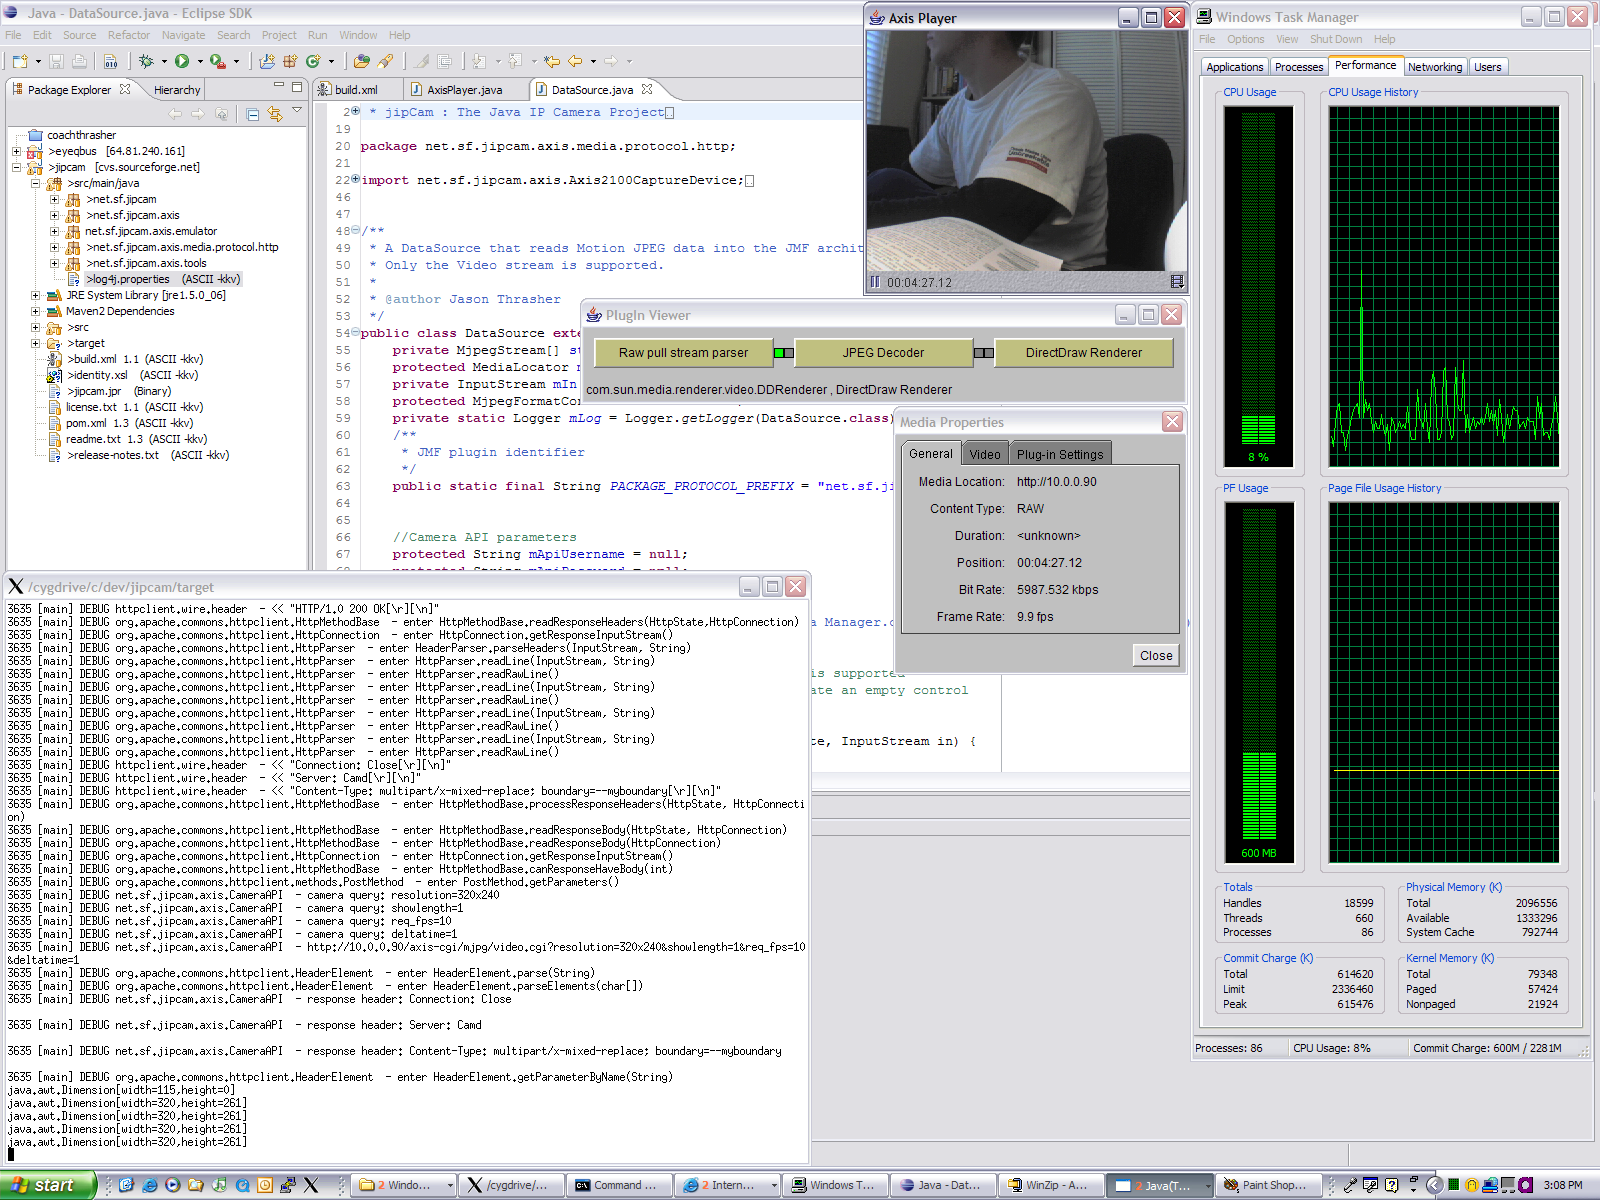 Java - DataSource.java - Eclipse SDK
File Edit Source Refactor Navigate Search Project Run Window Help
Package Explorer Hierarchy
coachthrasher
>eyeqbus [64.81.240.161]
>jipcam [cvs.sourceforge.net]
>src/main/java
>net.sf.jipcam
>net.sf.jipcam.axis
net.sf.jipcam.axis.emulator
>net.sf.jipcam.axis.media.protocol.http
>net.sf.jipcam.axis.tools
>log4j.properties (ASCII -kkv)
JRE System Library [jre1.5.0_06]
Maven2 Dependencies
>src
>target
>build.xml 1.1 (ASCII -kkv)
>identity.xsl (ASCII -kkv)
>jipcam.jpr (Binary)
license.txt 1.1 (ASCII -kkv)
pom.xml 1.3 (ASCII -kkv)
readme.txt 1.3 (ASCII -kkv)
>release-notes.txt (ASCII -kkv)
build.xml AxisPlayer.java DataSource.java
2 * jipCam : The Java IP Camera Project
19
20 package net.sf.jipcam.axis.media.protocol.http;
21
22 import net.sf.jipcam.axis.Axis2100CaptureDevice;
46
47
48 /**
49 * A DataSource that reads Motion JPEG data into the JMF archit
50 * Only the Video stream is supported.
51 *
52 * @author Jason Thrasher
53 */
54 public class DataSource exte
55 private MjpegStream[] st
56 protected MediaLocator m
57 private InputStream mIn
58 protected MjpegFormatCon
59 private static Logger mLog = Logger.getLogger(DataSource.class)
60 /**
61 * JMF plugin identifier
62 */
63 public static final String PACKAGE_PROTOCOL_PREFIX = "net.sf.ji
64
65
66 //Camera API parameters
67 protected String mApiUsername = null;
a Manager.c
is supported
ate an empty control
te, InputStream in) {
Axis Player
00:04:27.12
PlugIn Viewer
Raw pull stream parser JPEG Decoder DirectDraw Renderer
com.sun.media.renderer.video.DDRenderer , DirectDraw Renderer
Media Properties
General Video Plug-in Settings
Media Location: http://10.0.0.90
Content Type: RAW
Duration: <unknown>
Position: 00:04:27.12
Bit Rate: 5987.532 kbps
Frame Rate: 9.9 fps
Close
/cygdrive/c/dev/jipcam/target
3635 [main] DEBUG httpclient.wire.header - << "HTTP/1.0 200 OK[\r][\n]"
3635 [main] DEBUG org.apache.commons.httpclient.HttpMethodBase - enter HttpMethodBase.readResponseHeaders(HttpState,HttpConnection)
3635 [main] DEBUG org.apache.commons.httpclient.HttpConnection - enter HttpConnection.getResponseInputStream()
3635 [main] DEBUG org.apache.commons.httpclient.HttpParser - enter HeaderParser.parseHeaders(InputStream, String)
3635 [main] DEBUG org.apache.commons.httpclient.HttpParser - enter HttpParser.readLine(InputStream, String)
3635 [main] DEBUG org.apache.commons.httpclient.HttpParser - enter HttpParser.readRawLine()
3635 [main] DEBUG org.apache.commons.httpclient.HttpParser - enter HttpParser.readLine(InputStream, String)
3635 [main] DEBUG org.apache.commons.httpclient.HttpParser - enter HttpParser.readRawLine()
3635 [main] DEBUG org.apache.commons.httpclient.HttpParser - enter HttpParser.readLine(InputStream, String)
3635 [main] DEBUG org.apache.commons.httpclient.HttpParser - enter HttpParser.readRawLine()
3635 [main] DEBUG org.apache.commons.httpclient.HttpParser - enter HttpParser.readLine(InputStream, String)
3635 [main] DEBUG org.apache.commons.httpclient.HttpParser - enter HttpParser.readRawLine()
3635 [main] DEBUG httpclient.wire.header - << "Connection: Close[\r][\n]"
3635 [main] DEBUG httpclient.wire.header - << "Server: Camd[\r][\n]"
3635 [main] DEBUG httpclient.wire.header - << "Content-Type: multipart/x-mixed-replace; boundary=--myboundary[\r][\n]"
3635 [main] DEBUG org.apache.commons.httpclient.HttpMethodBase - enter HttpMethodBase.processResponseHeaders(HttpState, HttpConnecti
on)
3635 [main] DEBUG org.apache.commons.httpclient.HttpMethodBase - enter HttpMethodBase.readResponseBody(HttpState, HttpConnection)
3635 [main] DEBUG org.apache.commons.httpclient.HttpMethodBase - enter HttpMethodBase.readResponseBody(HttpConnection)
3635 [main] DEBUG org.apache.commons.httpclient.HttpConnection - enter HttpConnection.getResponseInputStream()
3635 [main] DEBUG org.apache.commons.httpclient.HttpMethodBase - enter HttpMethodBase.canResponseHaveBody(int)
3635 [main] DEBUG org.apache.commons.httpclient.methods.PostMethod - enter PostMethod.getParameters()
3635 [main] DEBUG net.sf.jipcam.axis.CameraAPI - camera query: resolution=320x240
3635 [main] DEBUG net.sf.jipcam.axis.CameraAPI - camera query: showlength=1
3635 [main] DEBUG net.sf.jipcam.axis.CameraAPI - camera query: req_fps=10
3635 [main] DEBUG net.sf.jipcam.axis.CameraAPI - camera query: deltatime=1
3635 [main] DEBUG net.sf.jipcam.axis.CameraAPI - http://10.0.0.90/axis-cgi/mjpg/video.cgi?resolution=320x240&showlength=1&req_fps=10
&deltatime=1
3635 [main] DEBUG org.apache.commons.httpclient.HeaderElement - enter HeaderElement.parse(String)
3635 [main] DEBUG org.apache.commons.httpclient.HeaderElement - enter HeaderElement.parseElements(char[])
3635 [main] DEBUG net.sf.jipcam.axis.CameraAPI - response header: Connection: Close
3635 [main] DEBUG net.sf.jipcam.axis.CameraAPI - response header: Server: Camd
3635 [main] DEBUG net.sf.jipcam.axis.CameraAPI - response header: Content-Type: multipart/x-mixed-replace; boundary=--myboundary
3635 [main] DEBUG org.apache.commons.httpclient.HeaderElement - enter HeaderElement.getParameterByName(String)
java.awt.Dimension[width=115,height=0]
java.awt.Dimension[width=320,height=261]
java.awt.Dimension[width=320,height=261]
java.awt.Dimension[width=320,height=261]
java.awt.Dimension[width=320,height=261]
Windows Task Manager
File Options View Shut Down Help
Applications Processes Performance Networking Users
CPU Usage CPU Usage History
8 %
PF Usage Page File Usage History
600 MB
Totals
Handles 18599
Threads 660
Processes 86
Physical Memory (K)
Total 2096556
Available 1333296
System Cache 792744
Commit Charge (K)
Total 614620
Limit 2336460
Peak 615476
Kernel Memory (K)
Total 79348
Paged 57424
Nonpaged 21924
Processes: 86 CPU Usage: 8% Commit Charge: 600M / 2281M
start 2 Windo... /cygdrive/... Command ... 2 Intern... Windows T... Java - Dat... WinZip - A... 2 Java(T... Paint Shop... 3:08 PM